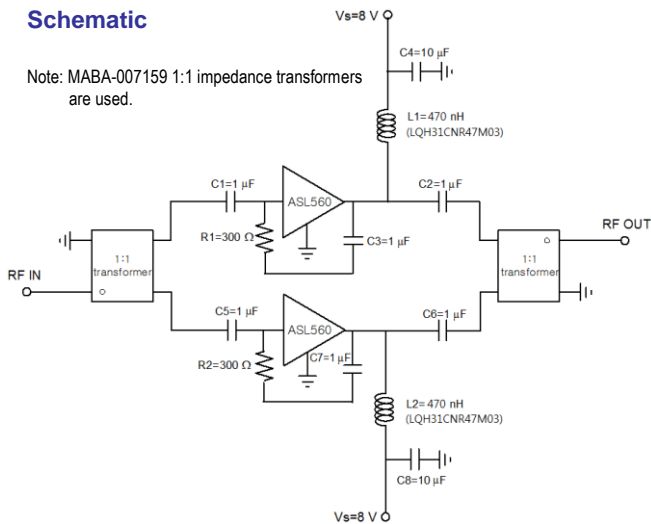 Schematic
Vs=8 V
C4=10 µF
Note: MABA-007159 1:1 impedance transformers
are used.
L1=470 nH
(LQH31CNR47M03)
C1=1 µF
C2=1 µF
ASL560
R1=300 Ω
C3=1 µF
RF OUT
1:1
transformer
1:1
transformer
RF IN
C5=1 µF
C6=1 µF
ASL560
R2=300 Ω
C7=1 µF
L2=470 nH
(LQH31CNR47M03)
C8=10 µF
Vs=8 V